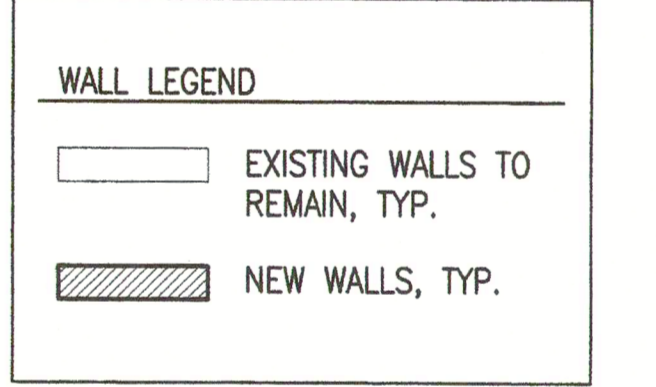 WALL LEGEND
EXISTING WALLS TO
REMAIN, TYP.
NEW WALLS, TYP.